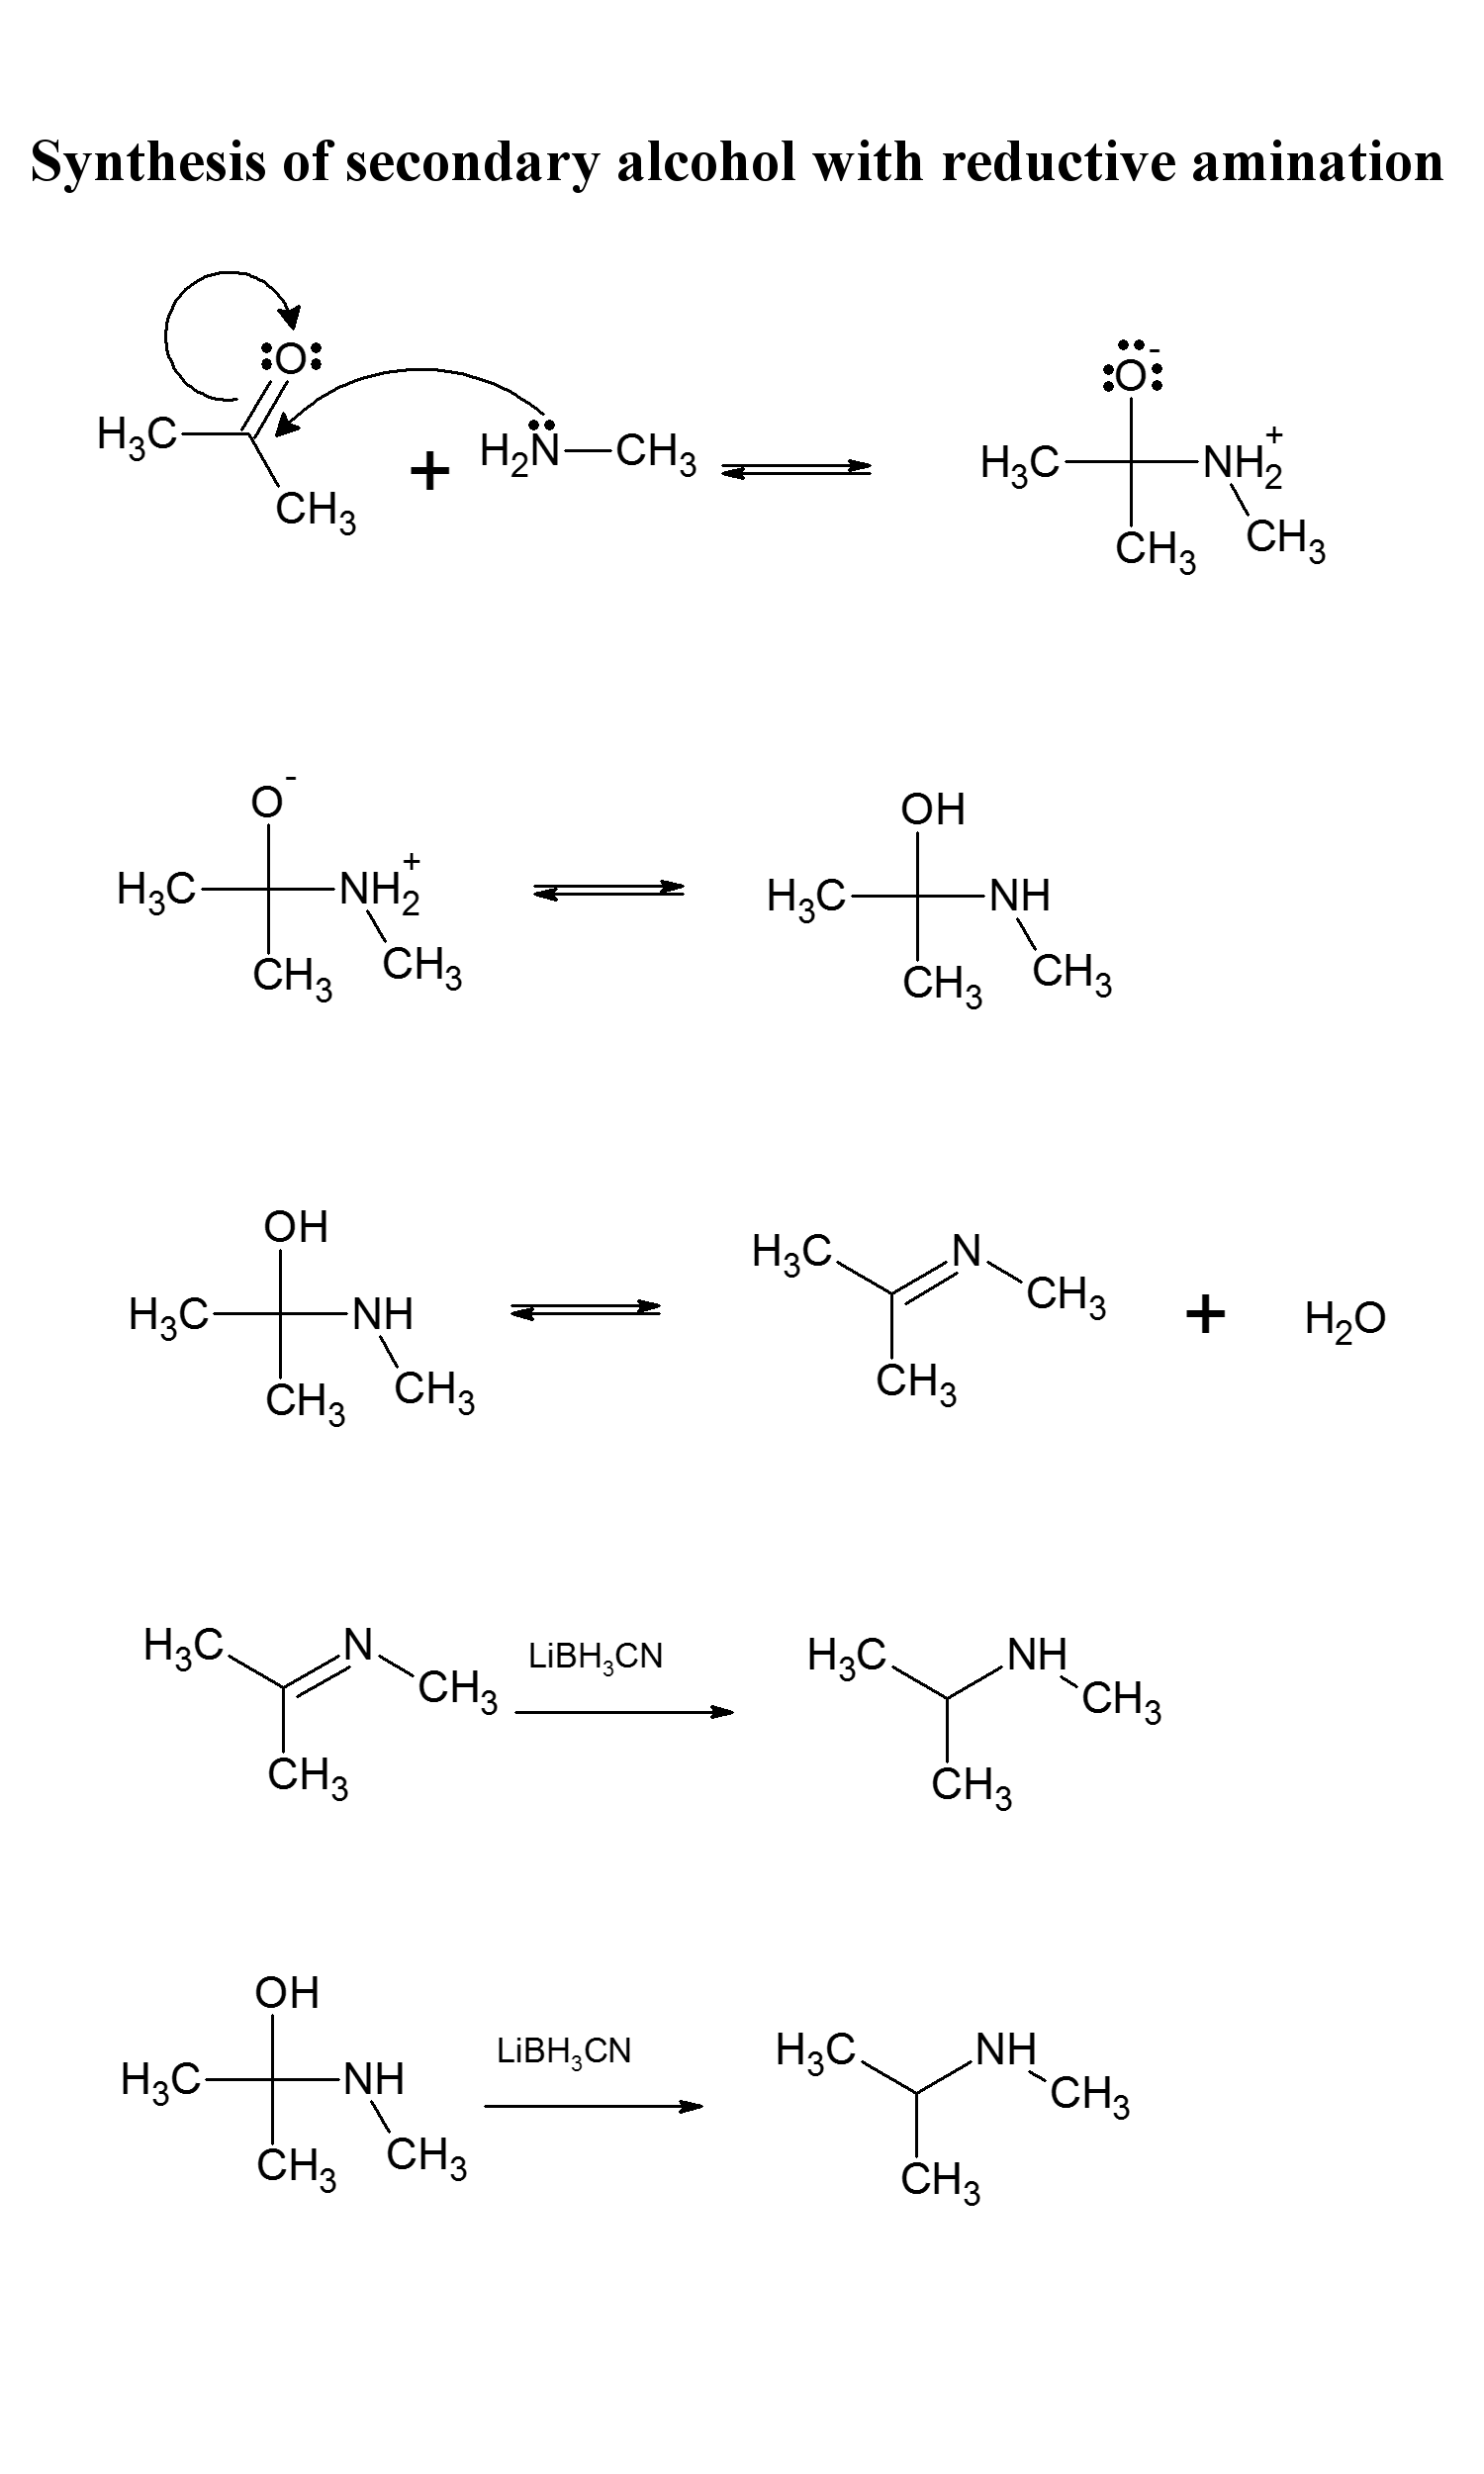 Synthesis of secondary alcohol with reductive amination
O
H3C
CH3
+
H2N
CH3
O-
H3C
NH2+
CH3
CH3
O-
H3C
NH2+
CH3
CH3
OH
H3C
NH
CH3
CH3
OH
H3C
NH
CH3
CH3
H3C
N
CH3
CH3
+
H2O
H3C
N
CH3
CH3
LiBH3CN
H3C
NH
CH3
CH3
OH
H3C
NH
CH3
CH3
LiBH3CN
H3C
NH
CH3
CH3